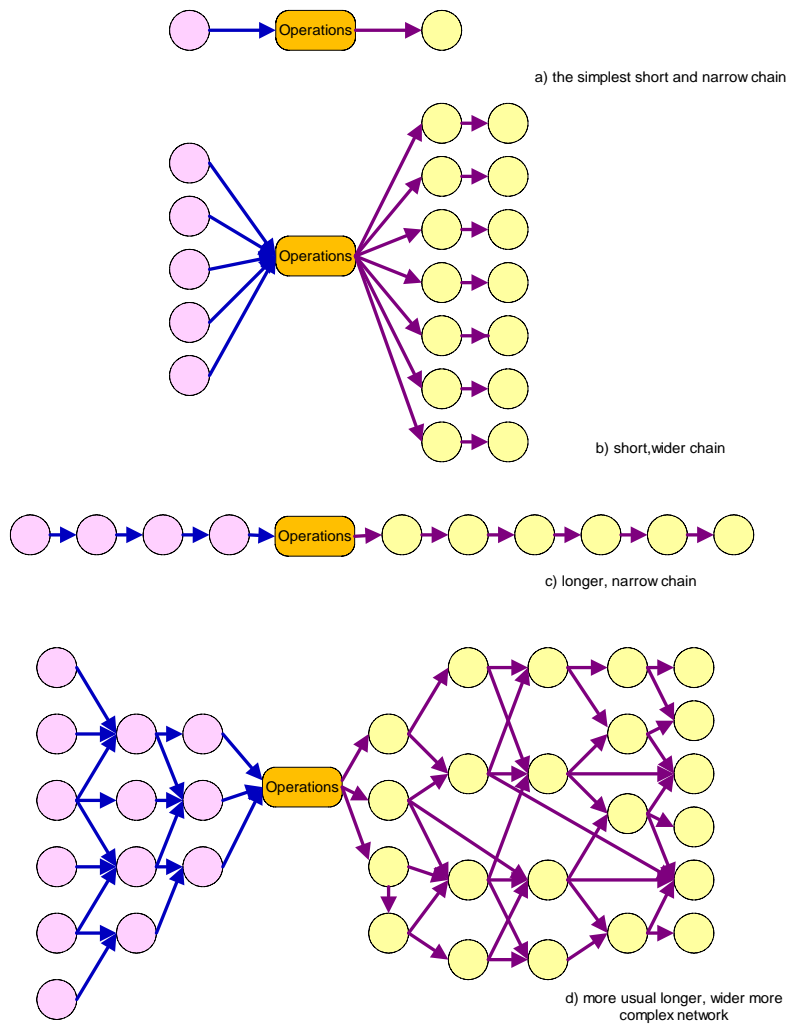 Operations
a) the simplest short and narrow chain
Operations
b) short,wider chain
Operations
c) longer, narrow chain
Operations
d) more usual longer, wider more
complex network